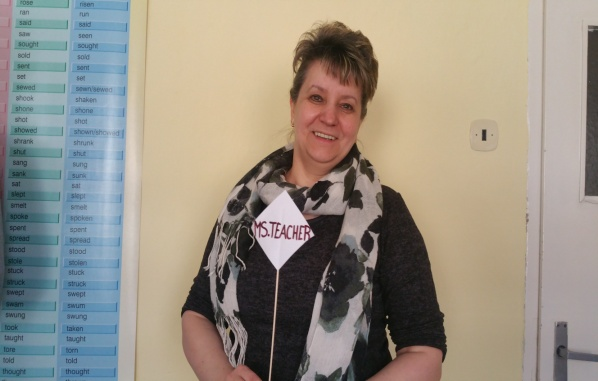 rose risen
ran run
said said
saw seen
sought sought
sold sold
sent sent
set set
sewed sewn/sewed
shook shaken
shone shone
shot shot
showed shown/showed
shrank shrunk
shut shut
sang sung
sank sunk
sat sat
slept slept
smelt smelt
spoke spoken
spent spent
spread spread
stood stood
stole stolen
stuck stuck
struck struck
swept swept
swam swum
swung swung
took taken
taught taught
tore torn
told told
thought thought
MS.TEACHER